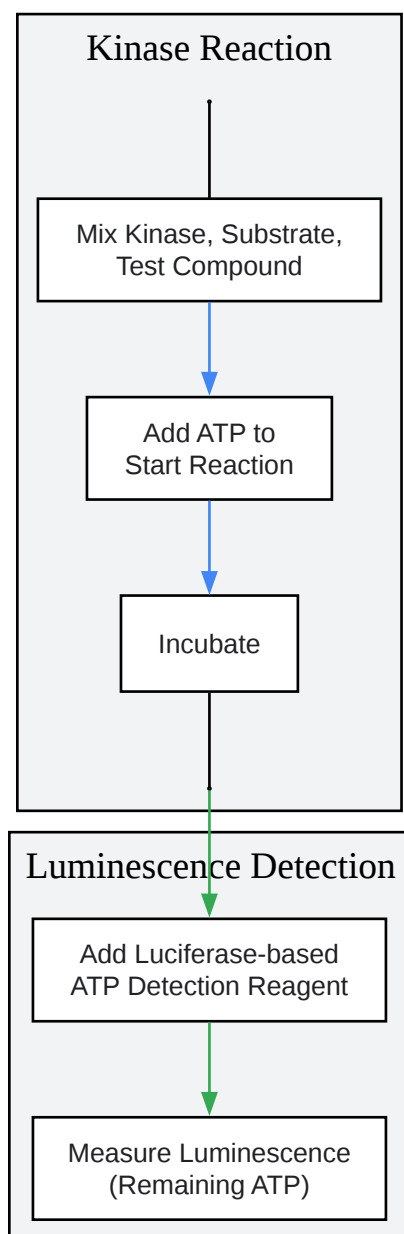 Kinase Reaction
Mix Kinase, Substrate,
Test Compound
Add ATP to
Start Reaction
Incubate
Luminescence Detection
Add Luciferase-based
ATP Detection Reagent
Measure Luminescence
(Remaining ATP)